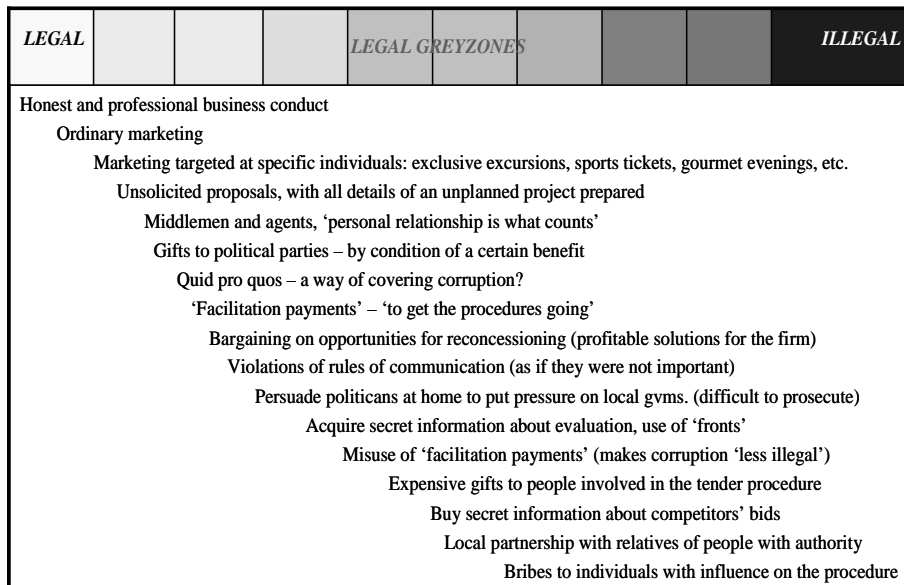 LEGAL LEGAL GREYZONES ILLEGAL
Honest and professional business conduct
Ordinary marketing
Marketing targeted at specific individuals: exclusive excursions, sports tickets, gourmet evenings, etc.
Unsolicited proposals, with all details of an unplanned project prepared
Middlemen and agents, ‘personal relationship is what counts’
Gifts to political parties – by condition of a certain benefit
Quid pro quos – a way of covering corruption?
‘Facilitation payments’ – ‘to get the procedures going’
Bargaining on opportunities for reconcessioning (profitable solutions for the firm)
Violations of rules of communication (as if they were not important)
Persuade politicans at home to put pressure on local gvms. (difficult to prosecute)
Acquire secret information about evaluation, use of ‘fronts’
Misuse of ‘facilitation payments’ (makes corruption ‘less illegal’)
Expensive gifts to people involved in the tender procedure
Buy secret information about competitors’ bids
Local partnership with relatives of people with authority
Bribes to individuals with influence on the procedure